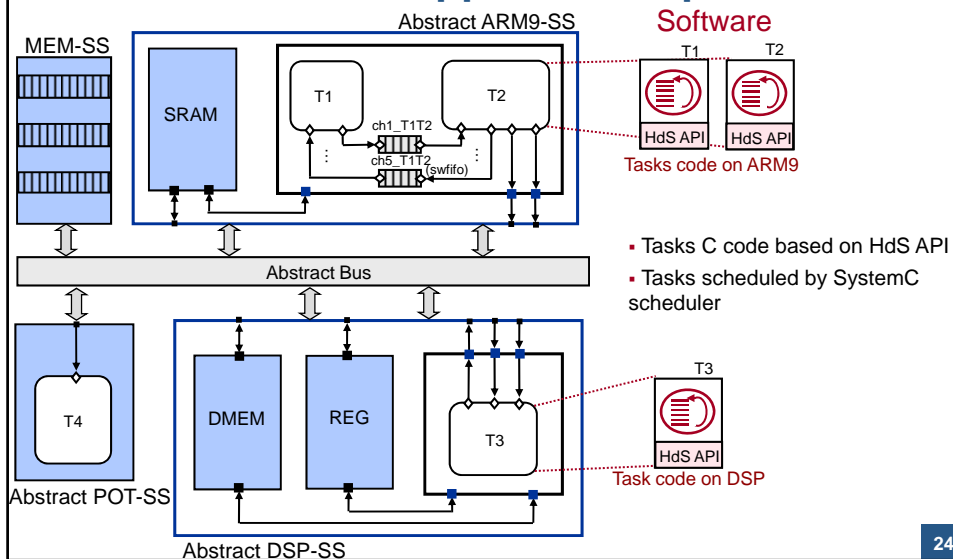 Abstract ARM9-SS
Software
MEM-SS
T1
T2
SRAM
T1
T2
ch1_T1T2
...
...
ch5_T1T2
(swfifo)
HdS API
HdS API
Tasks code on ARM9
▪ Tasks C code based on HdS API
▪ Tasks scheduled by SystemC
scheduler
Abstract Bus
T4
DMEM
REG
T3
T3
HdS API
Task code on DSP
Abstract POT-SS
Abstract DSP-SS
24